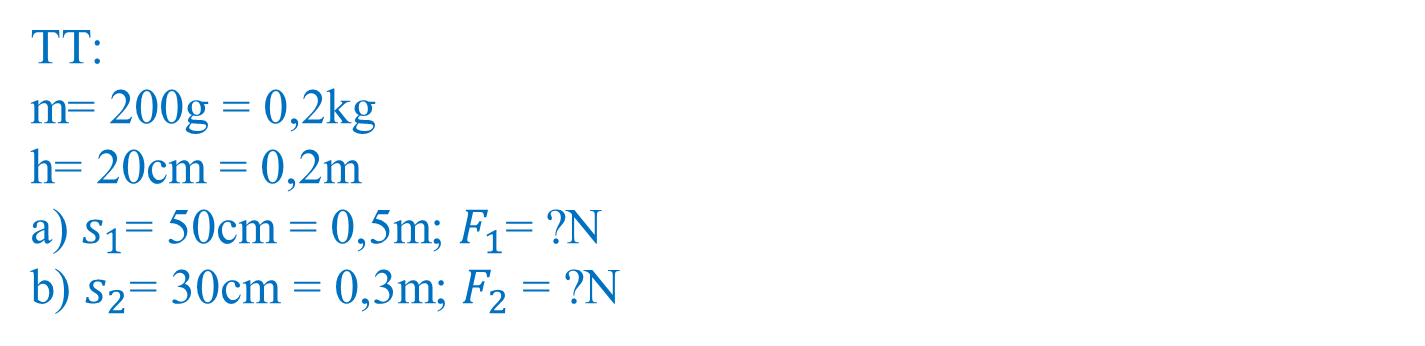 TT:
m= 200g = 0,2kg
h= 20cm = 0,2m
a) 𝑠₁= 50cm = 0,5m; 𝐹₁= ?N
b) 𝑠₂= 30cm = 0,3m; 𝐹₂ = ?N